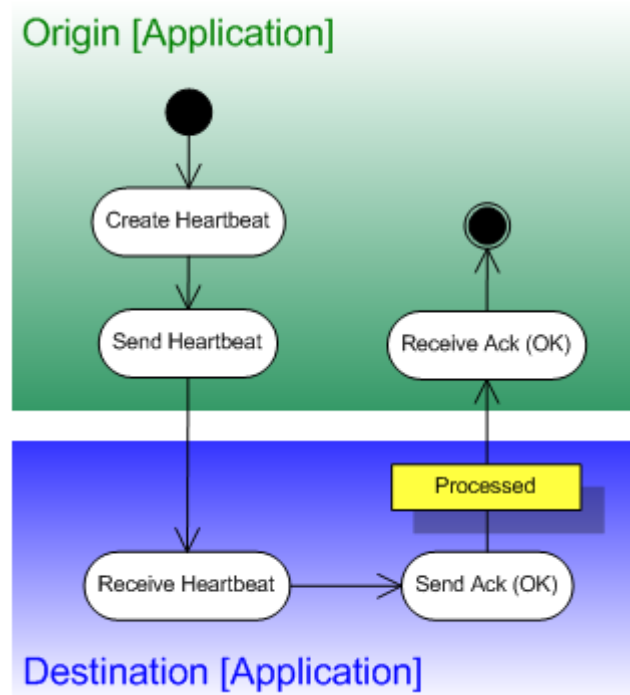 Origin [Application]
Create Heartbeat
Send Heartbeat
Receive Ack (OK)
Processed
Receive Heartbeat
Send Ack (OK)
Destination [Application]